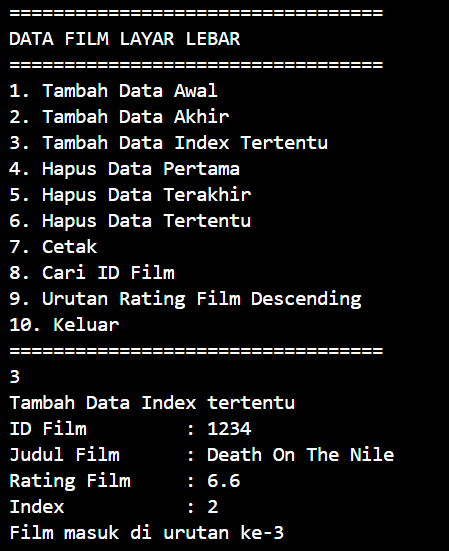 ==================================
DATA FILM LAYAR LEBAR
==================================
1. Tambah Data Awal
2. Tambah Data Akhir
3. Tambah Data Index Tertentu
4. Hapus Data Pertama
5. Hapus Data Terakhir
6. Hapus Data Tertentu
7. Cetak
8. Cari ID Film
9. Urutan Rating Film Descending
10. Keluar
==================================
3
Tambah Data Index tertentu
ID Film         : 1234
Judul Film      : Death On The Nile
Rating Film     : 6.6
Index           : 2
Film masuk di urutan ke-3